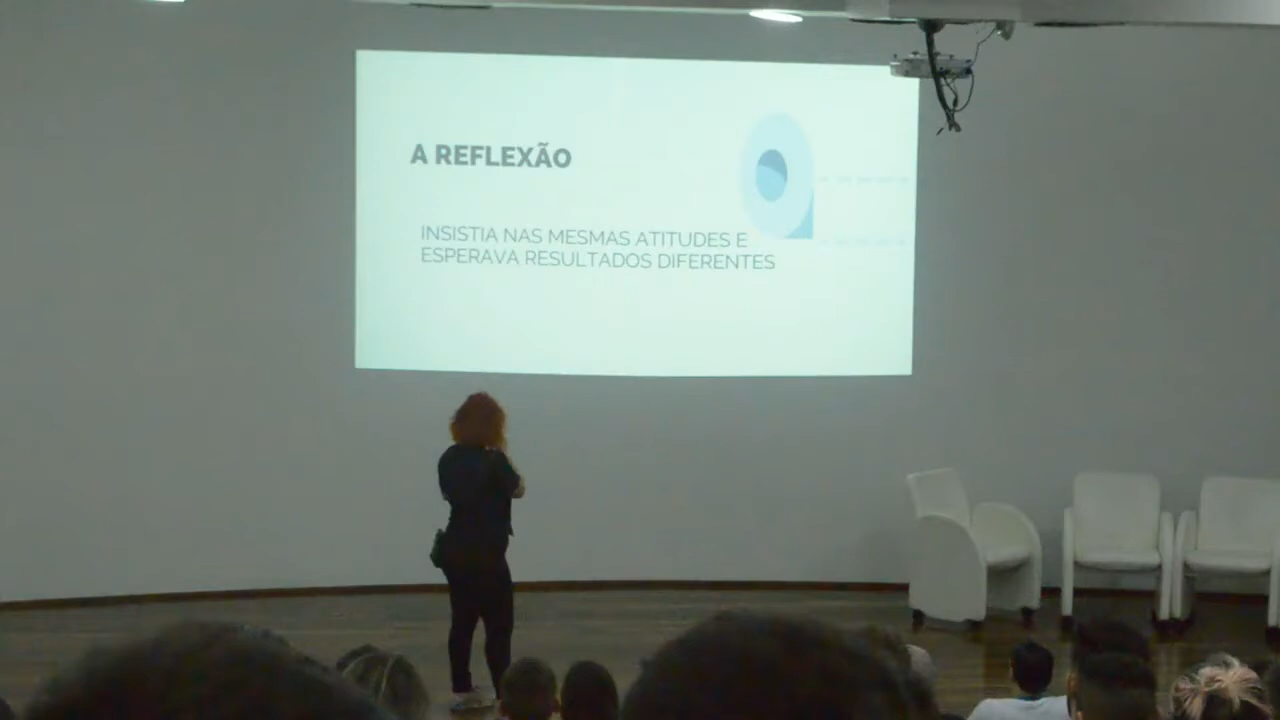 A REFLEXÃO
INSISTIA NAS MESMAS ATITUDES E
ESPERAVA RESULTADOS DIFERENTES